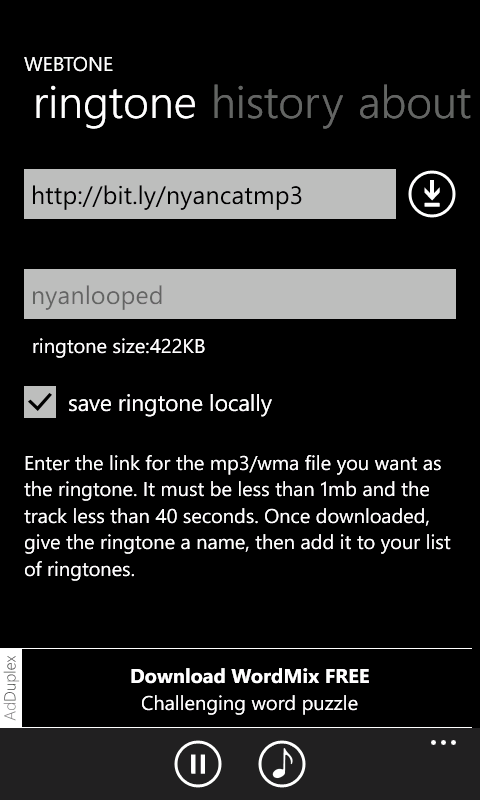 WEBTONE
ringtone history about
http://bit.ly/nyancatmp3
nyanlooped
ringtone size:422KB
save ringtone locally
Enter the link for the mp3/wma file you want as
the ringtone. It must be less than 1mb and the
track less than 40 seconds. Once downloaded,
give the ringtone a name, then add it to your list
of ringtones.
AdDuplex
Download WordMix FREE
Challenging word puzzle